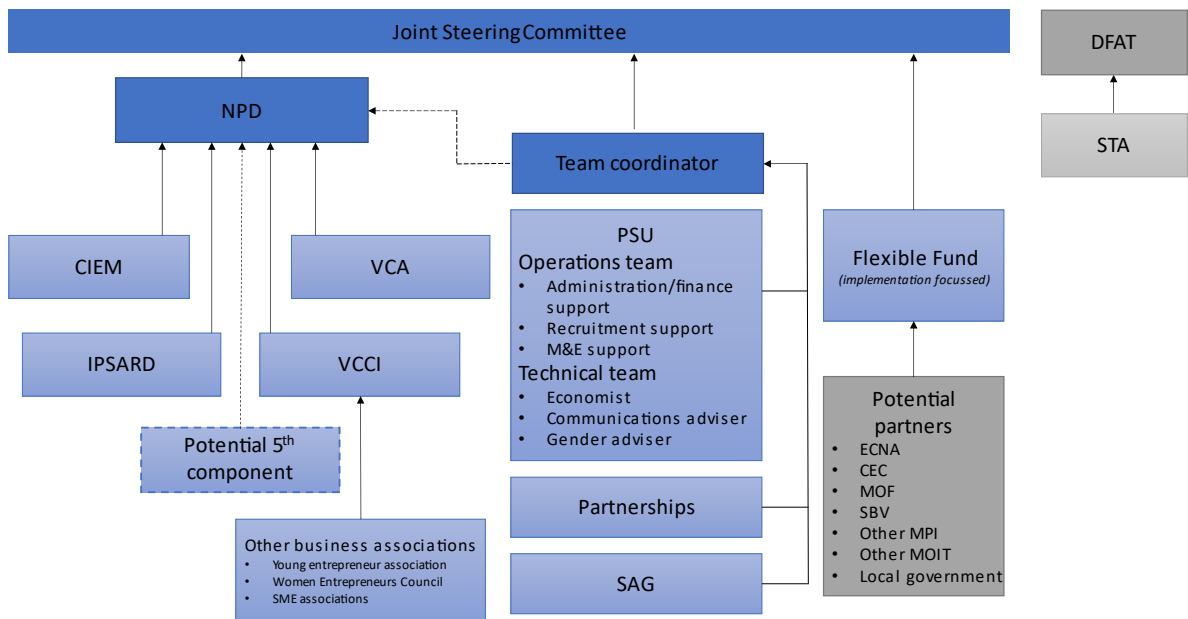 Joint Steering Committee
DFAT
NPD
STA
Team coordinator
CIEM
VCA
IPSARD
VCCI
Potential 5th
component
Other business associations
• Young entrepreneur association
• Women Entrepreneurs Council
• SME associations
PSU
Operations team
• Administration/finance
support
• Recruitment support
• M&E support
Technical team
• Economist
• Communications adviser
• Gender adviser
Partnerships
SAG
Flexible Fund
(implementation focussed)
Potential
partners
• ECNA
• CEC
• MOF
• SBV
• Other MPI
• Other MOIT
• Local government